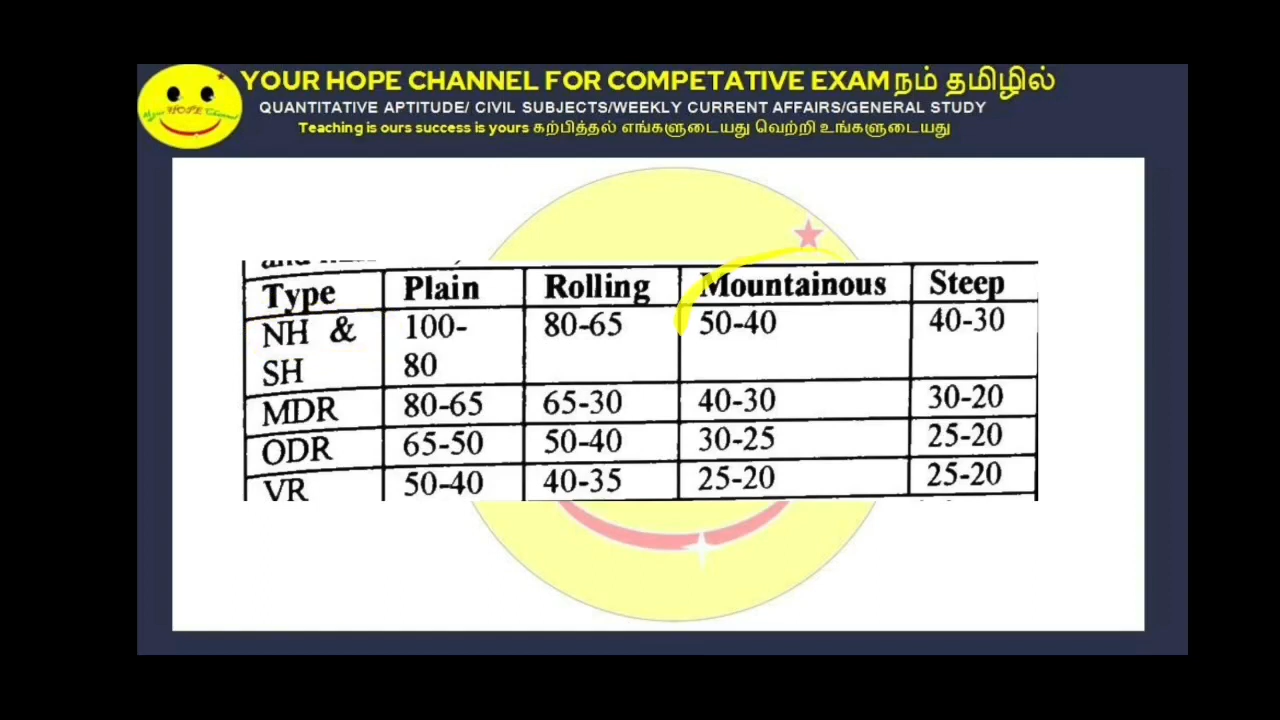 YOUR HOPE CHANNEL FOR COMPETATIVE EXAM நம் தமிழில்
QUANTITATIVE APTITUDE/ CIVIL SUBJECTS/WEEKLY CURRENT AFFAIRS/GENERAL STUDY
Teaching is ours success is yours கற்பித்தல் எங்களுடையது வெற்றி உங்களுடையது
Type Plain Rolling Mountainous Steep
NH & 100- 80-65 50-40 40-30
SH 80
MDR 80-65 65-30 40-30 30-20
ODR 65-50 50-40 30-25 25-20
VR 50-40 40-35 25-20 25-20